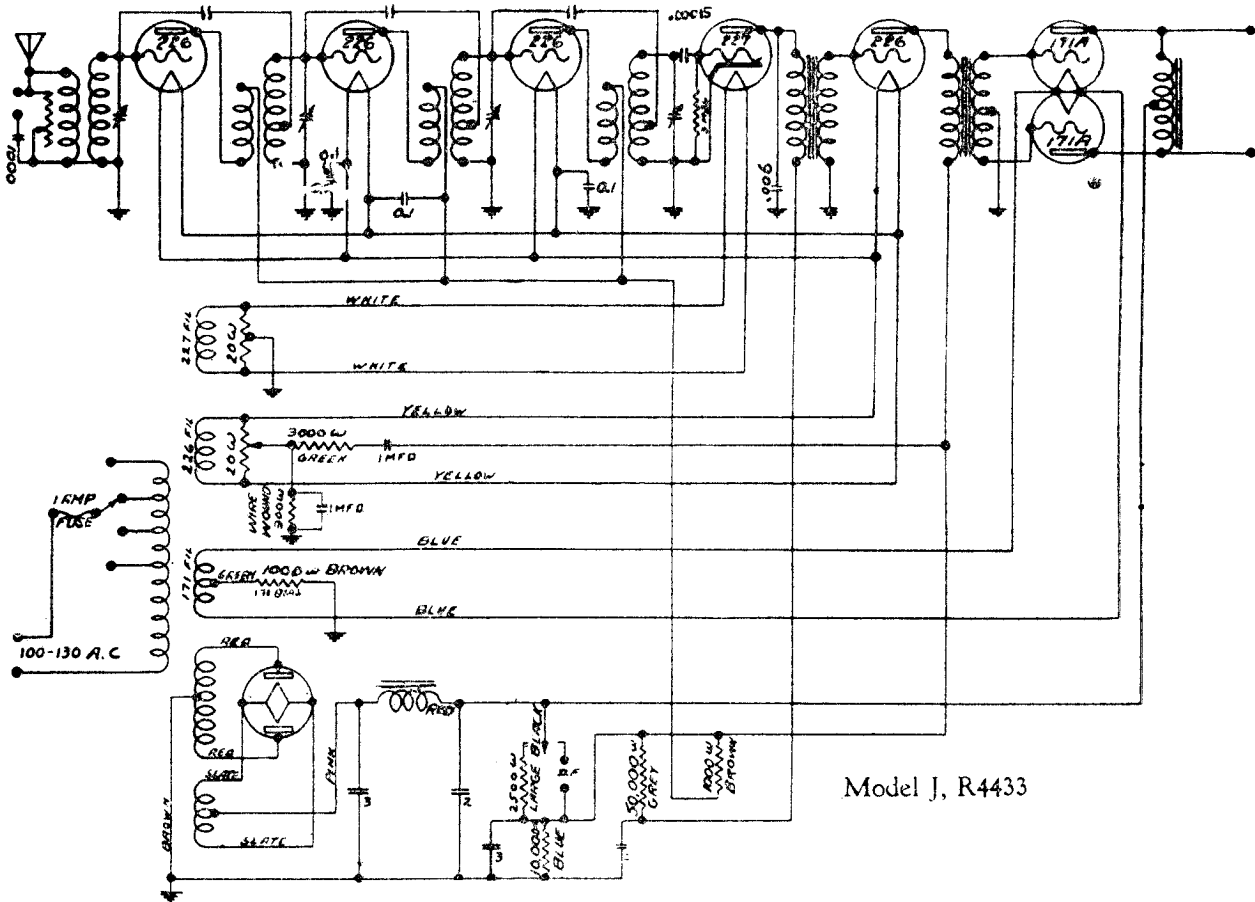 226
226
226
.00015
227
226
171A
171A
.0001
0.1
0.1
0.1
.006
WHITE
227 FIL
20 W
WHITE
YELLOW
226 FIL
20 W
3000 W
GREEN
1 MFD
YELLOW
WIRE WOUND
300 W
1 MFD
1 AMP
FUSE
100-130 A.C
BLUE
171 FIL
GREEN
1000 W BROWN
171 BIAS
BLUE
RED
RED
SLATE
SLATE
BROWN
PINK
RED
3
2
2500 W
LARGE BLACK
3
10,000
BLUE
50,000 W
GREY
1000 W
BROWN
Model J, R4433